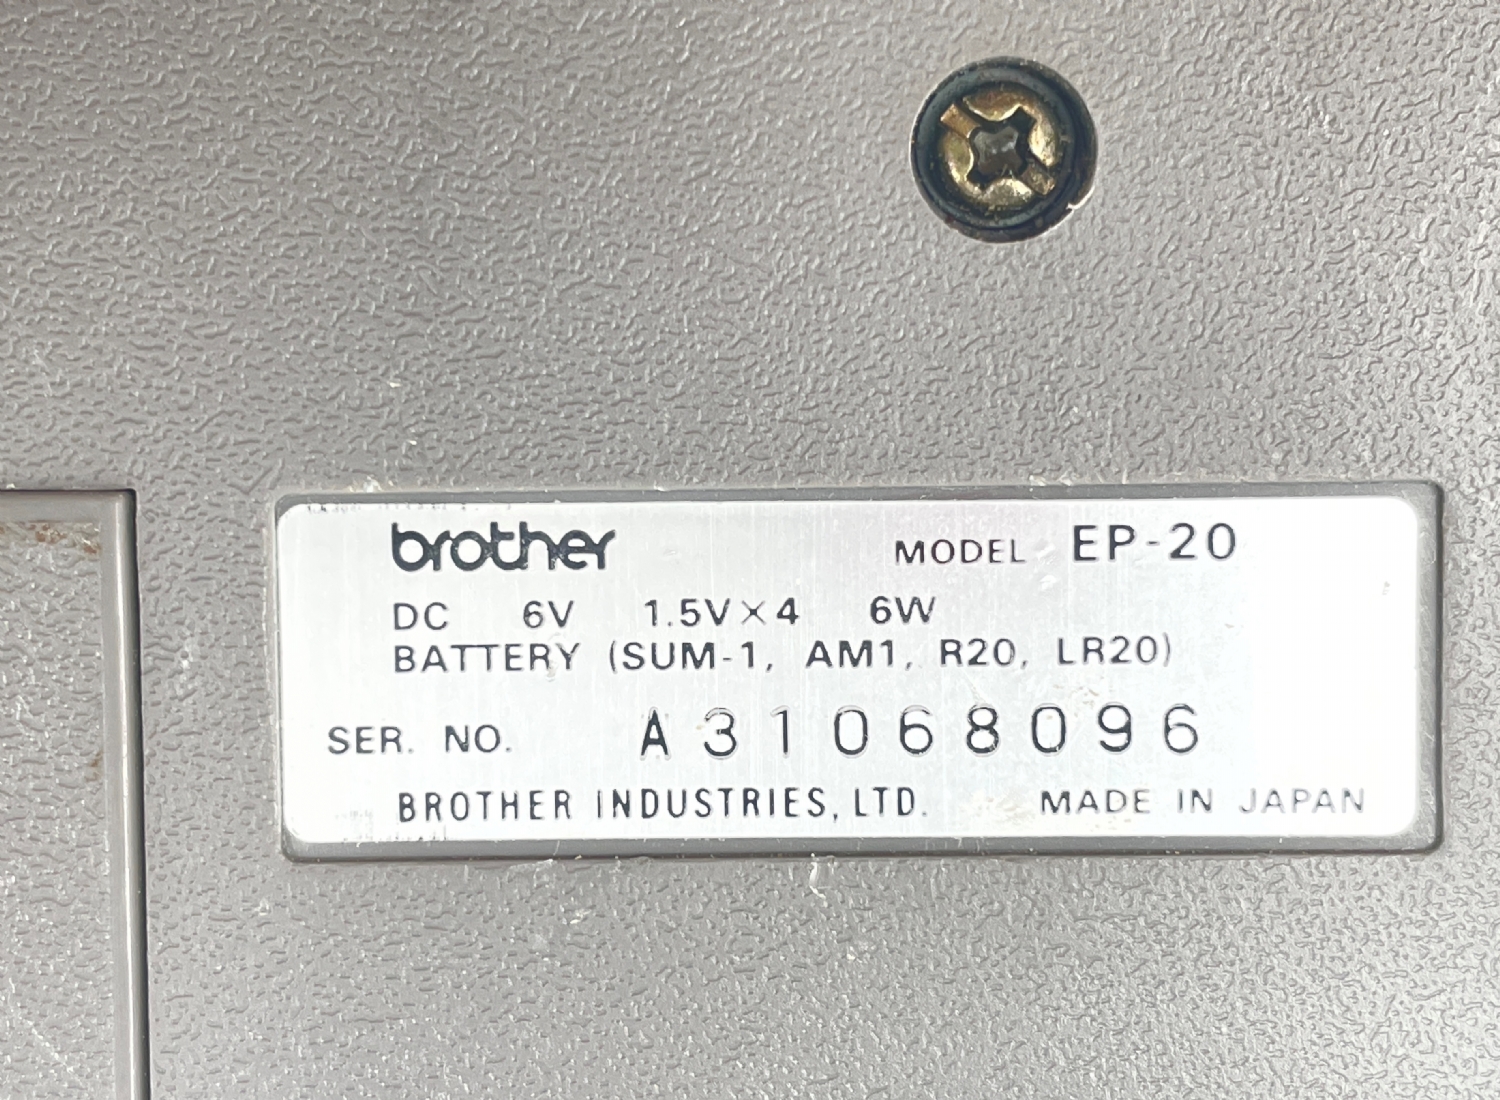 brother MODEL EP-20
DC 6V 1.5V×4 6W
BATTERY (SUM-1, AM1, R20, LR20)
SER. NO. A31068096
BROTHER INDUSTRIES, LTD. MADE IN JAPAN